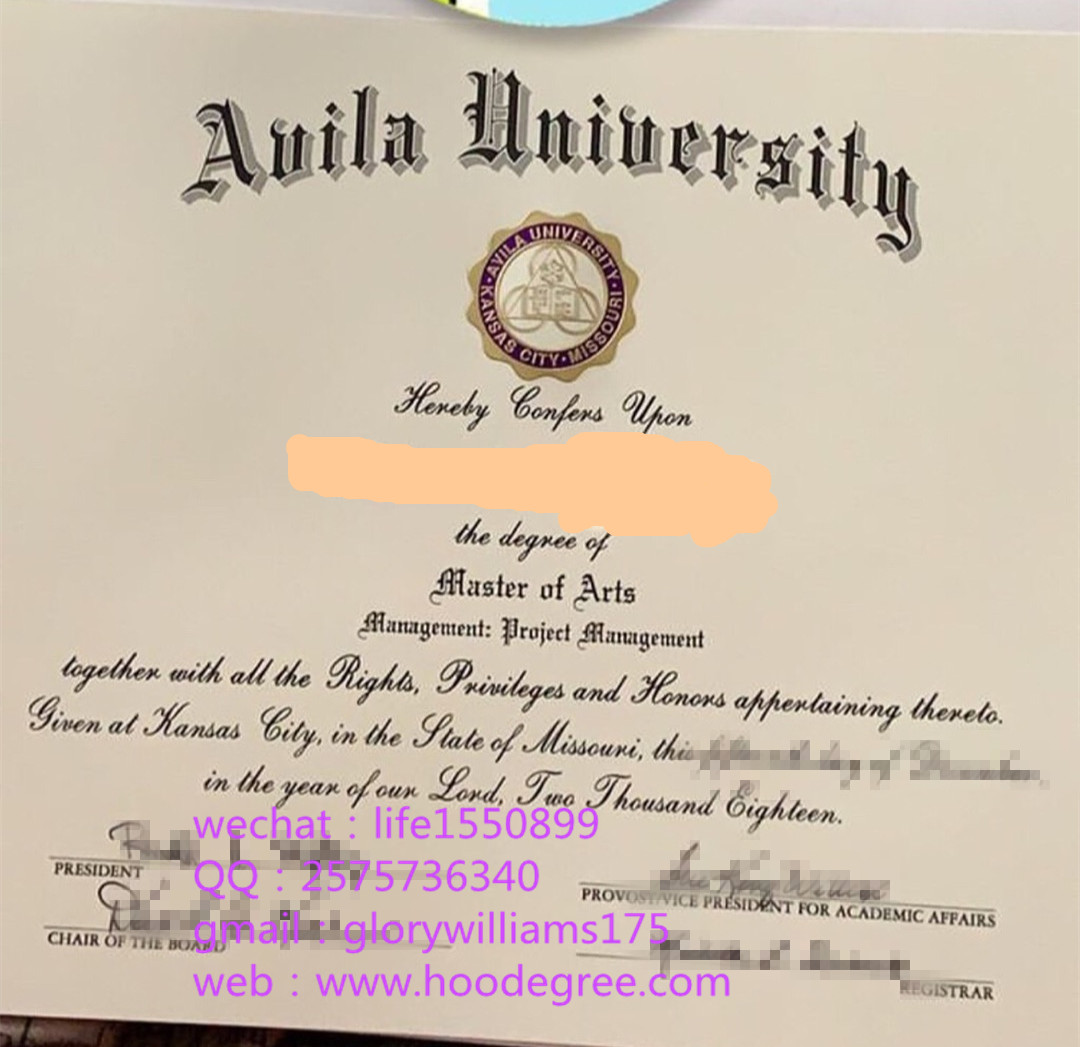 Avila University
AVILA UNIVERSITY
KANSAS CITY · MISSOURI
Hereby Confers Upon
the degree of
Master of Arts
Management: Project Management
together with all the Rights, Privileges and Honors appertaining thereto.
Given at Kansas City, in the State of Missouri, this
in the year of our Lord, Two Thousand Eighteen.
wechat：life1550899
PRESIDENT
QQ：2575736340
PROVOST/VICE PRESIDENT FOR ACADEMIC AFFAIRS
gmail：glorywilliams175
CHAIR OF THE BOARD
web：www.hoodegree.com
REGISTRAR